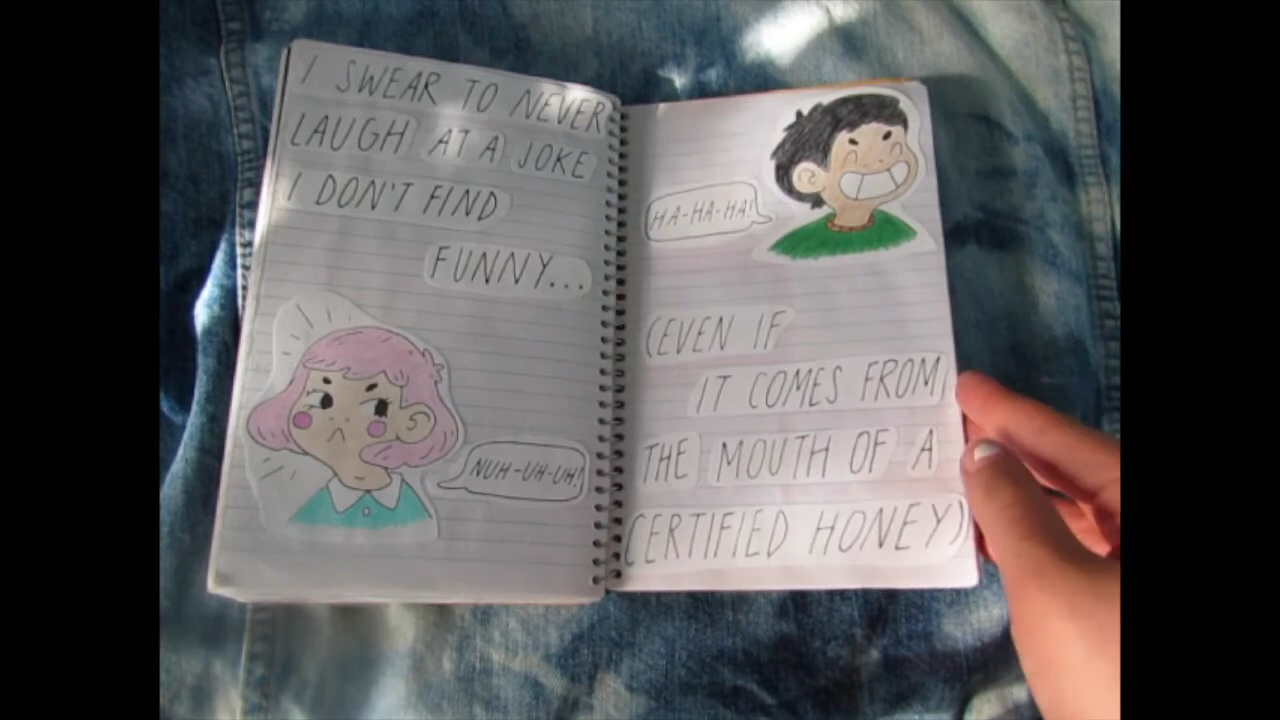 I SWEAR TO NEVER
LAUGH AT A JOKE
I DON'T FIND
FUNNY...
NUH-UH-UH!
HA-HA-HA!
(EVEN IF
IT COMES FROM
THE MOUTH OF A
CERTIFIED HONEY)